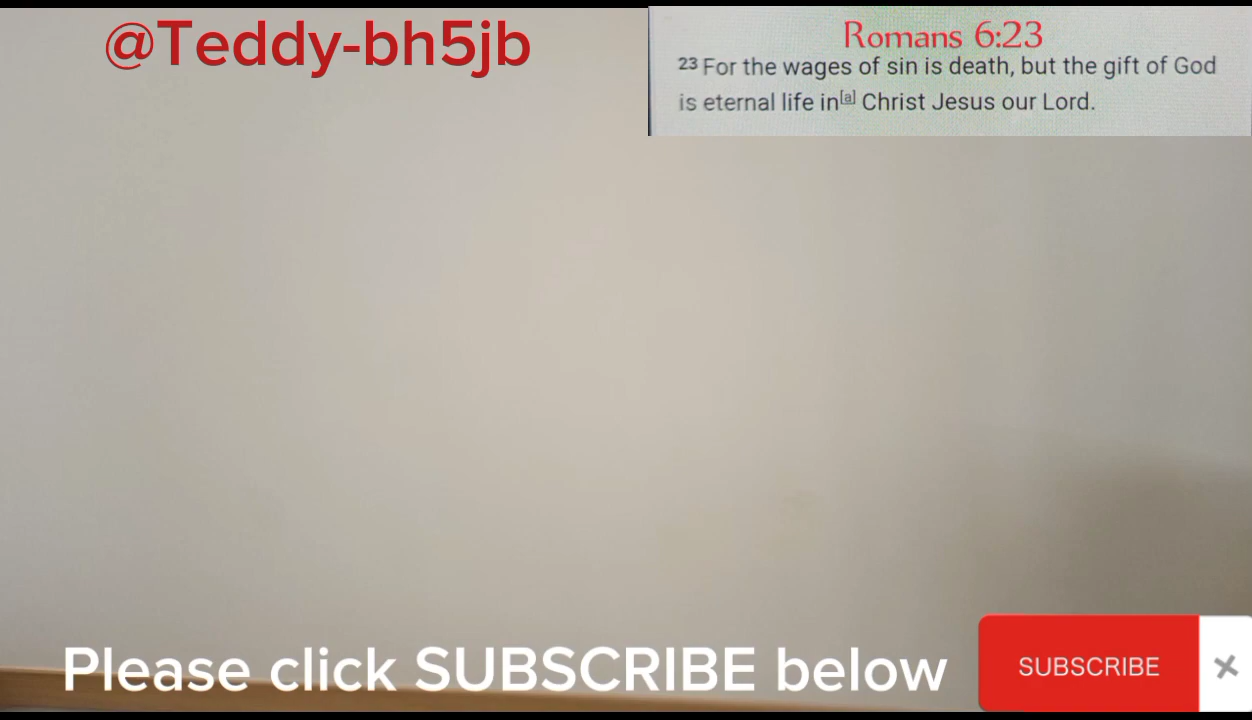 @Teddy-bh5jb
Romans 6:23
23 For the wages of sin is death, but the gift of God
is eternal life in[a] Christ Jesus our Lord.
Please click SUBSCRIBE below
SUBSCRIBE